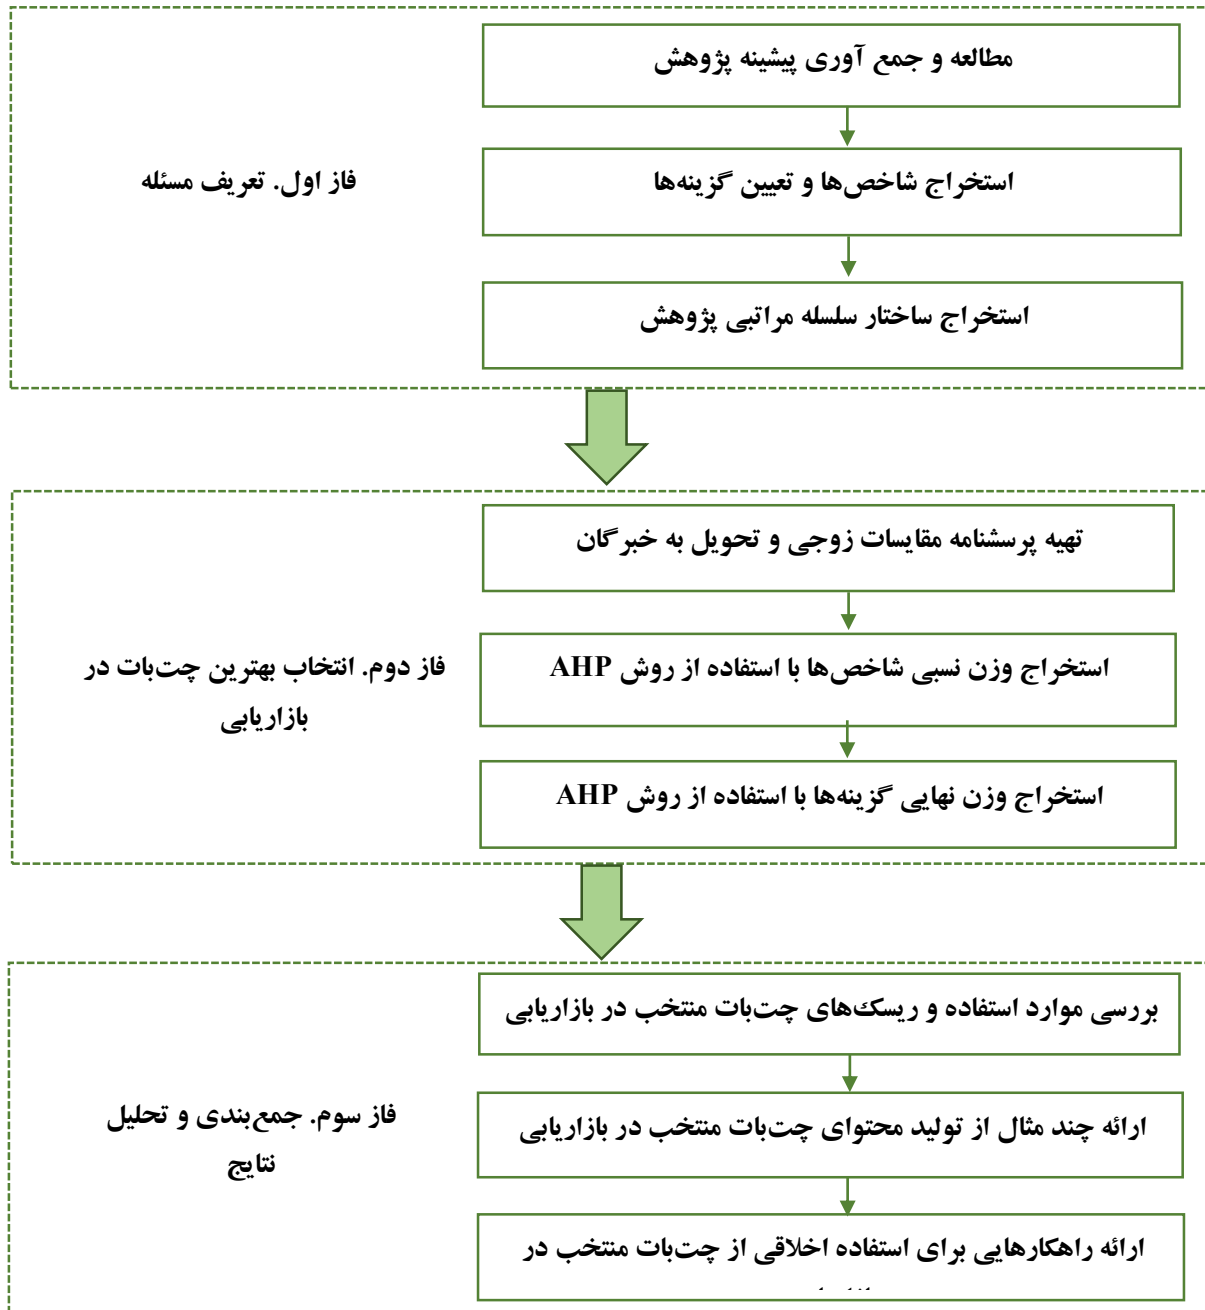 مطالعه و جمع آوری پیشینه پژوهش
فاز اول. تعریف مسئله
استخراج شاخص‌ها و تعیین گزینه‌ها
استخراج ساختار سلسله مراتبی پژوهش
تهیه پرسشنامه مقایسات زوجی و تحویل به خبرگان
فاز دوم. انتخاب بهترین چت‌بات در
بازاریابی
استخراج وزن نسبی شاخص‌ها با استفاده از روش AHP
استخراج وزن نهایی گزینه‌ها با استفاده از روش AHP
بررسی موارد استفاده و ریسک‌های چت‌بات منتخب در بازاریابی
فاز سوم. جمع‌بندی و تحلیل
نتایج
ارائه چند مثال از تولید محتوای چت‌بات منتخب در بازاریابی
ارائه راهکارهایی برای استفاده اخلاقی از چت‌بات منتخب در